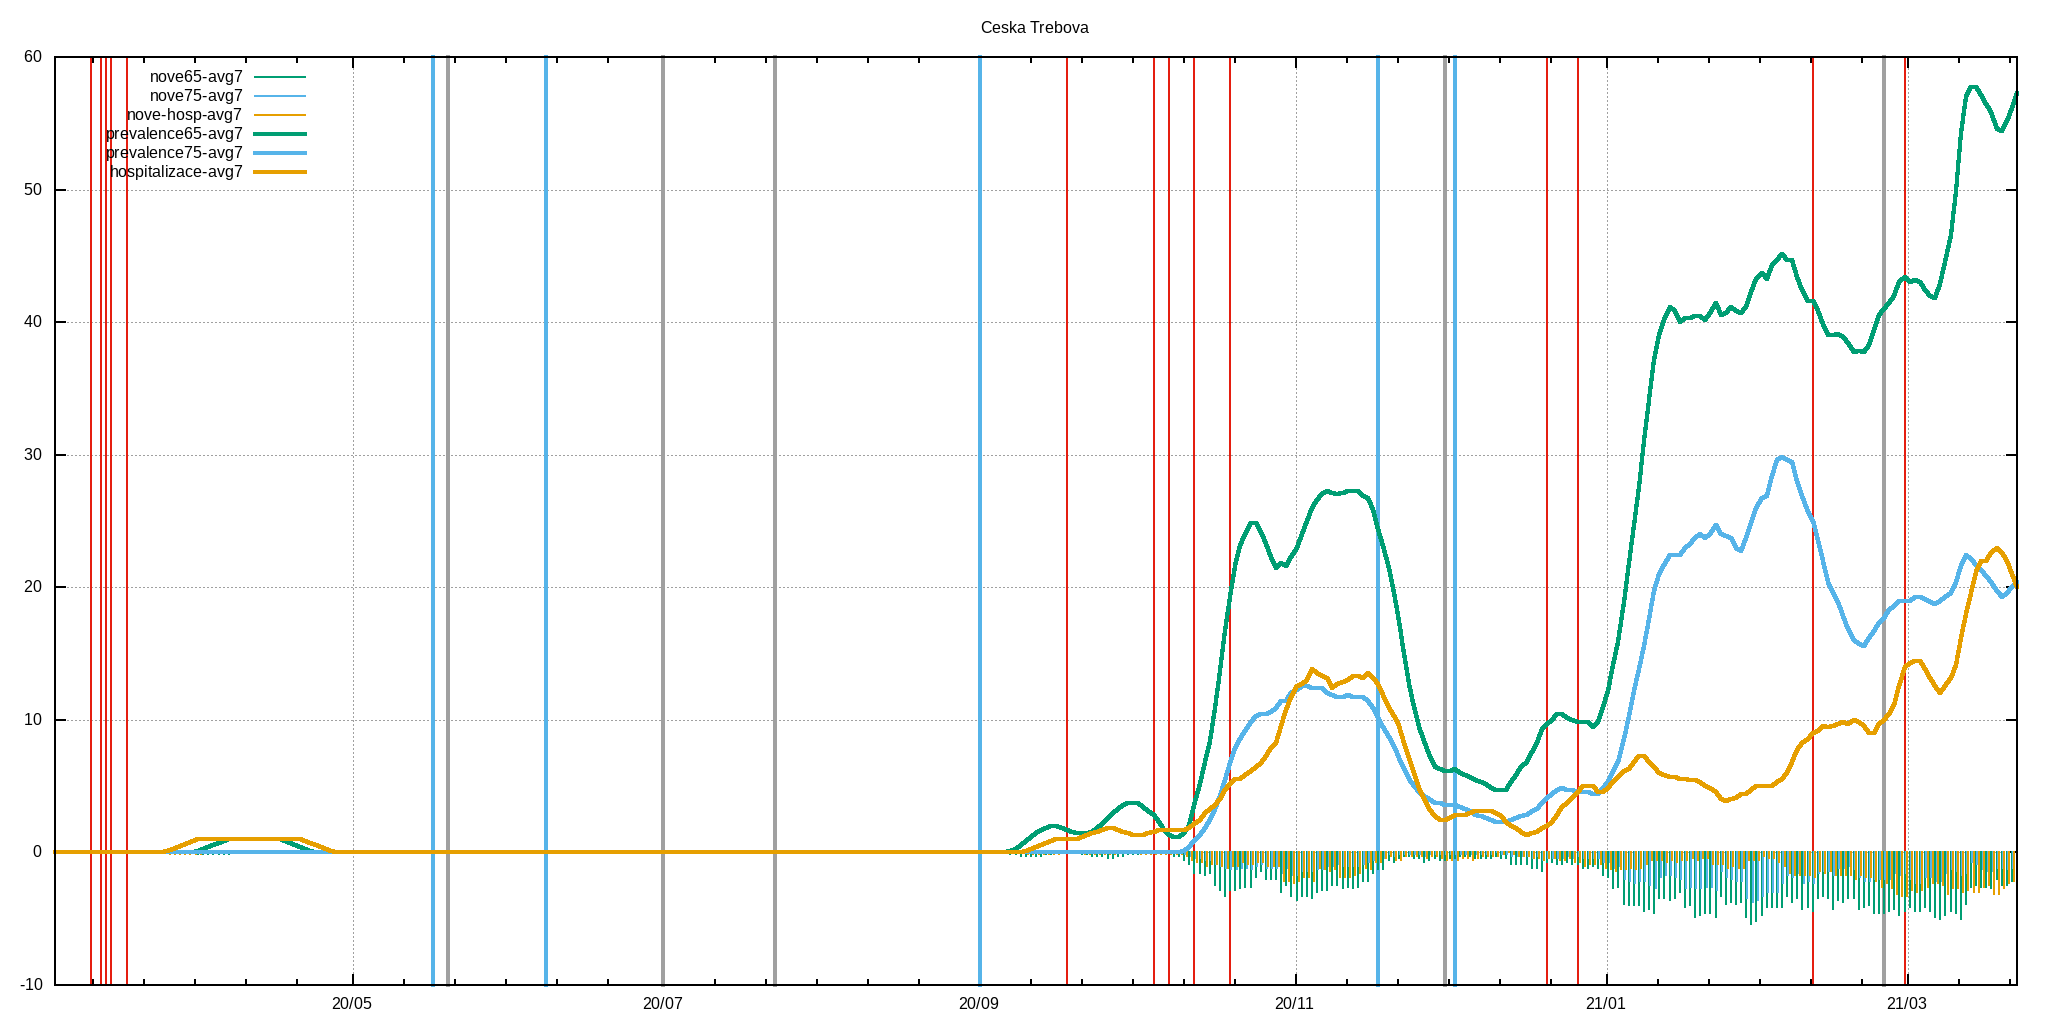 Ceska Trebova
60
50
40
30
20
10
0
-10
nove65-avg7
nove75-avg7
nove-hosp-avg7
prevalence65-avg7
prevalence75-avg7
hospitalizace-avg7
20/05 20/07 20/09 20/11 21/01 21/03